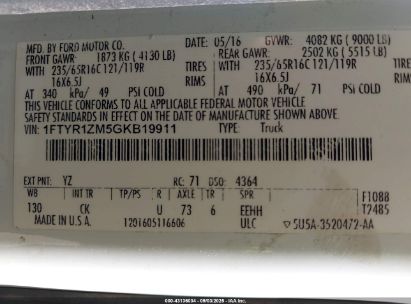 MFD. BY FORD MOTOR CO.
05/16 GVWR: 4082 KG ( 9000 LB)
FRONT GAWR: 1873 KG ( 4130 LB) REAR GAWR: 2502 KG ( 5515 LB)
WITH 235/65R16C 121/119R TIRES WITH 235/65R16C 121/119R TIRES
16X6.5J RIMS 16X6.5J RIMS
AT 340 kPa/ 49 PSI COLD AT 490 kPa/ 71 PSI COLD
THIS VEHICLE CONFORMS TO ALL APPLICABLE FEDERAL MOTOR VEHICLE
SAFETY STANDARDS IN EFFECT ON THE DATE OF MANUFACTURE SHOWN ABOVE.
1FTYR1ZM5GKB19911 TYPE: Truck
EXT PNT: YZ RC: 71 DSO: 4364
WB INT TR TP/PS R AXLE TR SPR F1088
130 CK U 73 6 EEHH T2485
MADE IN U.S.A. 1201605116606 ULC 5U5A-3520472-AA